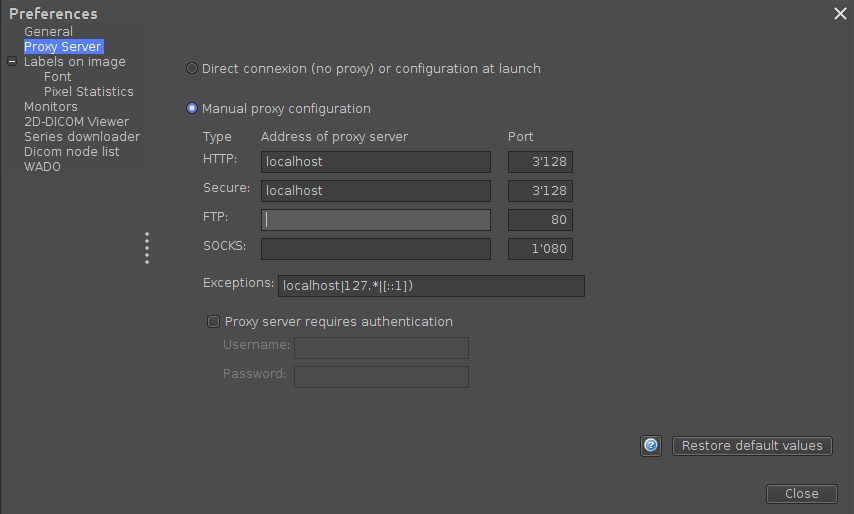 Preferences
General
Proxy Server
Labels on image
Font
Pixel Statistics
Monitors
2D-DICOM Viewer
Series downloader
Dicom node list
WADO
Direct connexion (no proxy) or configuration at launch
Manual proxy configuration
Type Address of proxy server Port
HTTP: localhost 3'128
Secure: localhost 3'128
FTP: 80
SOCKS: 1'080
Exceptions: localhost|127.*|[::1])
Proxy server requires authentication
Username:
Password:
Restore default values
Close